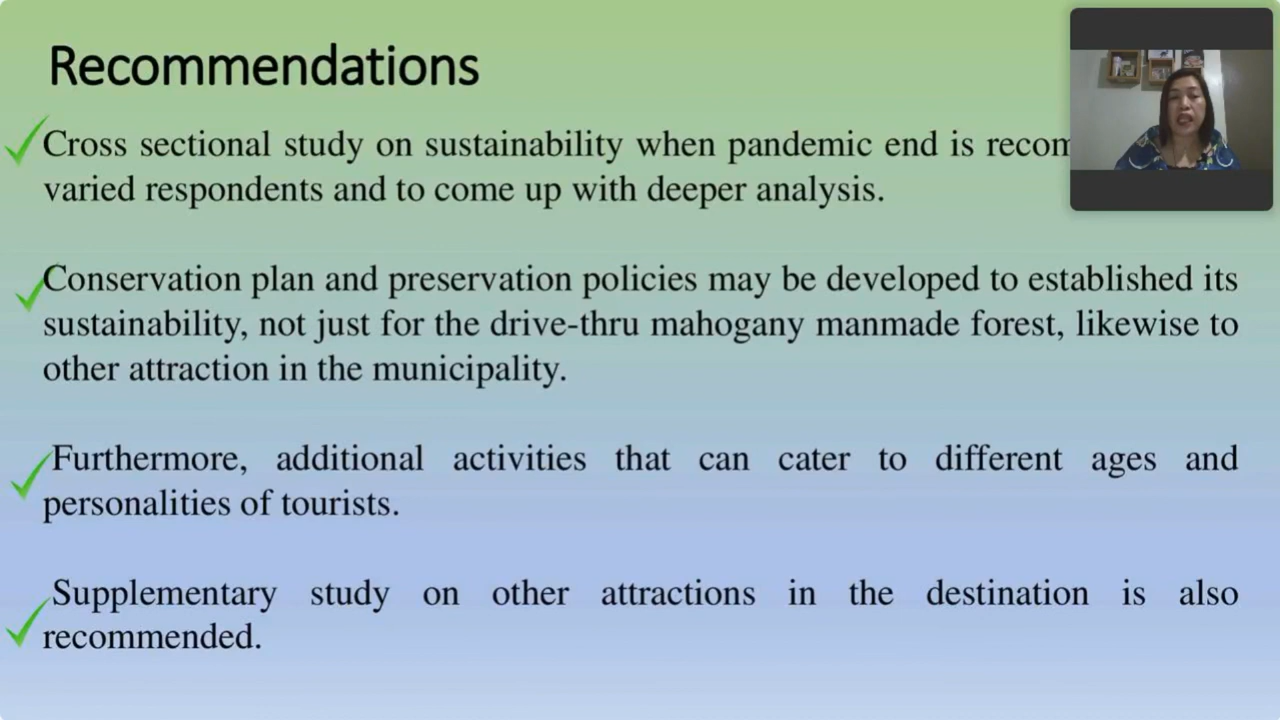 Recommendations
Cross sectional study on sustainability when pandemic end is
varied respondents and to come up with deeper analysis.
Conservation plan and preservation policies may be developed to established its
sustainability, not just for the drive-thru mahogany manmade forest, likewise to
other attraction in the municipality.
Furthermore, additional activities that can cater to different ages and
personalities of tourists.
Supplementary study on other attractions in the destination is also
recommended.